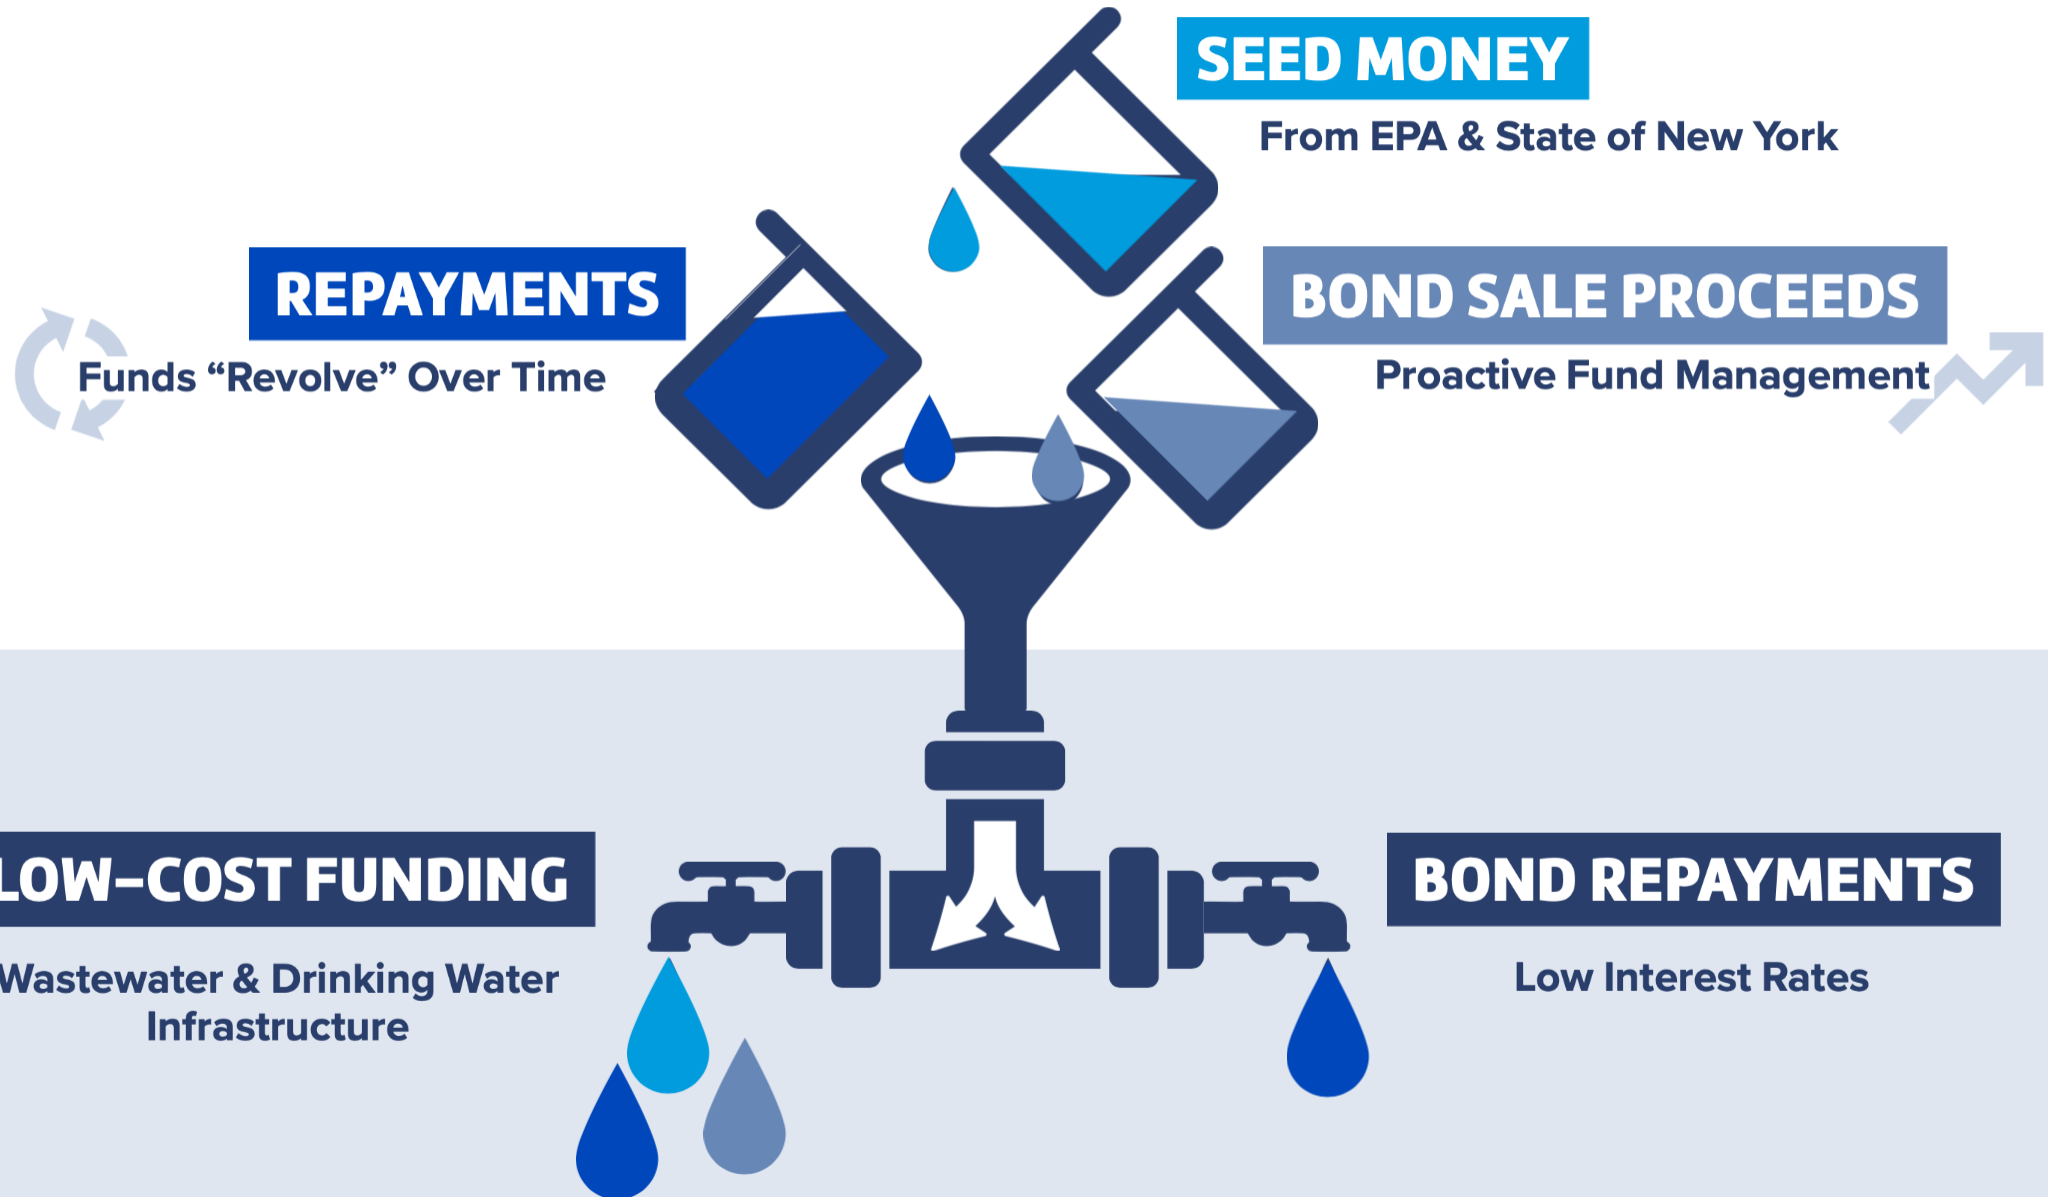 SEED MONEY
From EPA & State of New York
REPAYMENTS
Funds “Revolve” Over Time
BOND SALE PROCEEDS
Proactive Fund Management
LOW-COST FUNDING
Wastewater & Drinking Water
Infrastructure
BOND REPAYMENTS
Low Interest Rates